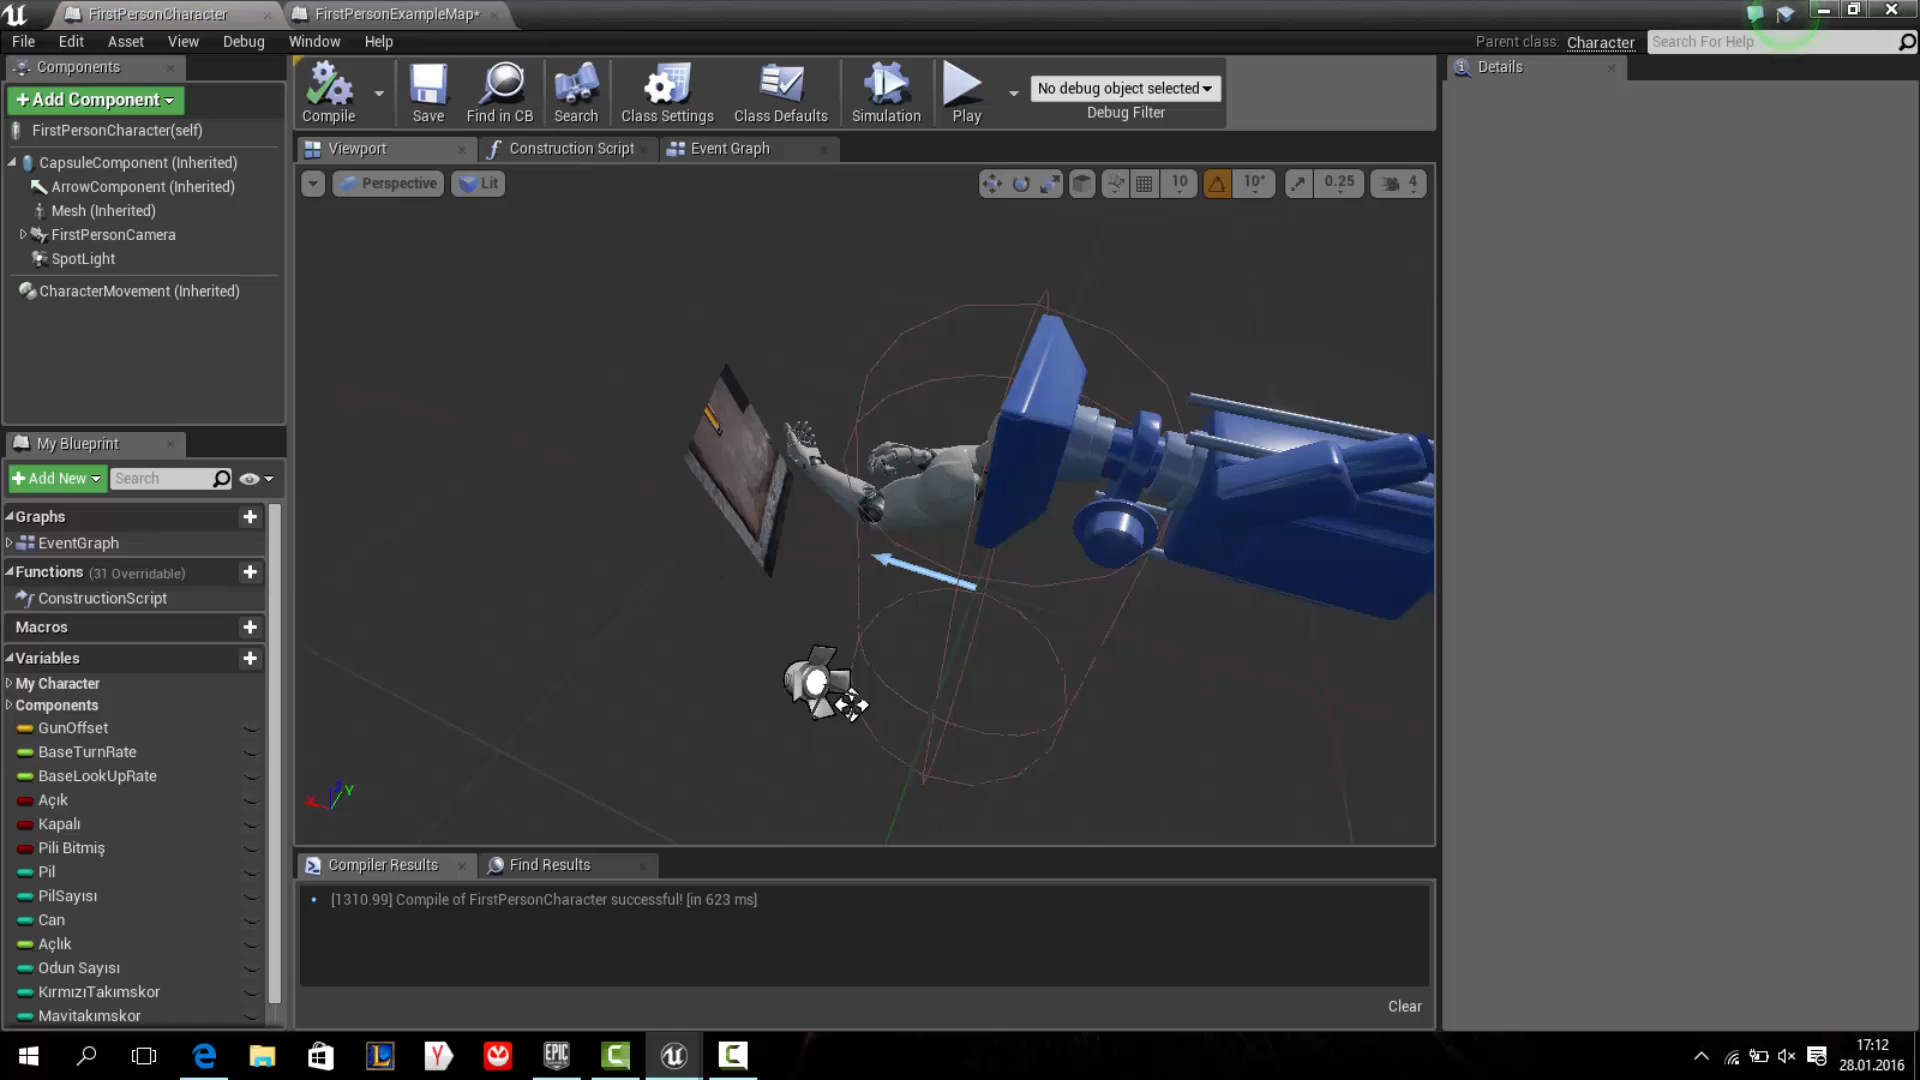 FirstPersonCharacter
FirstPersonExampleMap*
File
Edit
Asset
View
Debug
Window
Help
Parent class:
Character
Search For Help
Components
+Add Component
FirstPersonCharacter(self)
CapsuleComponent (Inherited)
ArrowComponent (Inherited)
Mesh (Inherited)
FirstPersonCamera
SpotLight
CharacterMovement (Inherited)
Compile
Save
Find in CB
Search
Class Settings
Class Defaults
Simulation
Play
No debug object selected
Debug Filter
Details
Viewport
Construction Script
Event Graph
Perspective
Lit
10
10°
0.25
4
My Blueprint
+Add New
Search
Graphs
EventGraph
Functions (31 Overridable)
ConstructionScript
Macros
Variables
My Character
Components
GunOffset
BaseTurnRate
BaseLookUpRate
Açık
Kapalı
Pili Bitmiş
Pil
PilSayısı
Can
Açlık
Odun Sayısı
KırmızıTakımskor
Mavitakımskor
X
Z
Y
Compiler Results
Find Results
[1310.99] Compile of FirstPersonCharacter successful! [in 623 ms]
Clear
EPIC
17:12
28.01.2016